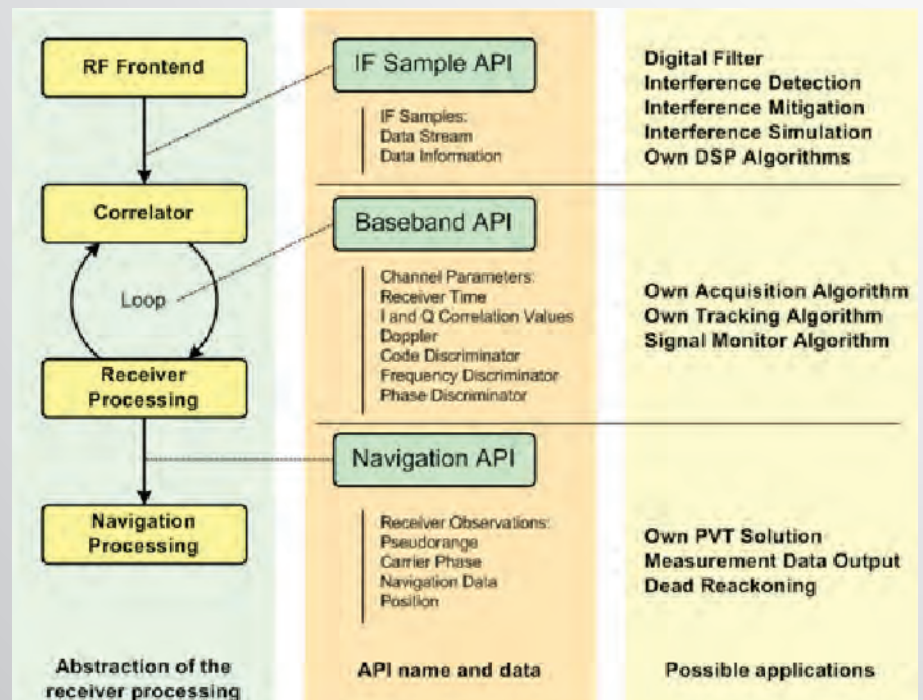 RF Frontend
Correlator
Loop
Receiver
Processing
Navigation
Processing
Abstraction of the
receiver processing
IF Sample API
IF Samples:
Data Stream
Data Information
Baseband API
Channel Parameters:
Receiver Time
I and Q Correlation Values
Doppler
Code Discriminator
Frequency Discriminator
Phase Discriminator
Navigation API
Receiver Observations:
Pseudorange
Carrier Phase
Navigation Data
Position
API name and data
Digital Filter
Interference Detection
Interference Mitigation
Interference Simulation
Own DSP Algorithms
Own Acquisition Algorithm
Own Tracking Algorithm
Signal Monitor Algorithm
Own PVT Solution
Measurement Data Output
Dead Reackoning
Possible applications